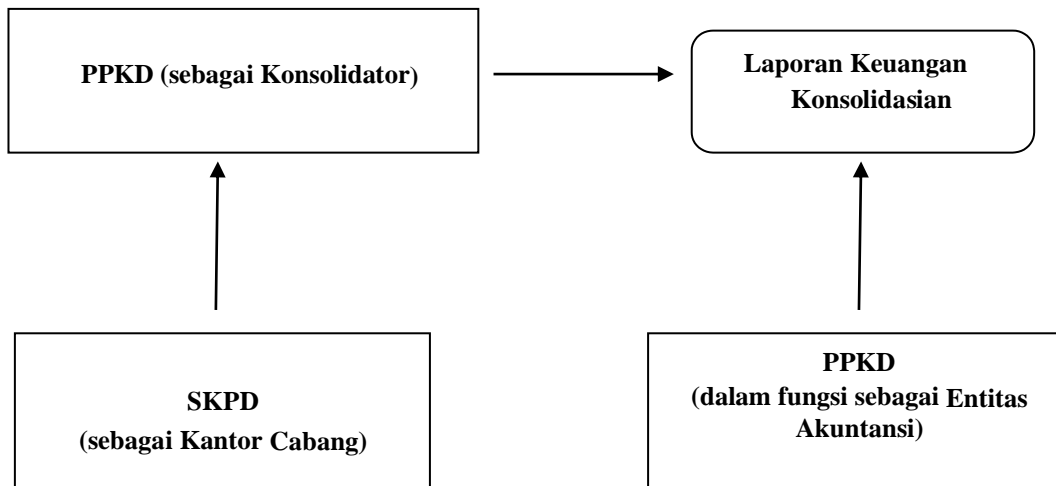 PPKD (sebagai Konsolidator)
Laporan Keuangan
Konsolidasian
SKPD
(sebagai Kantor Cabang)
PPKD
(dalam fungsi sebagai Entitas
Akuntansi)